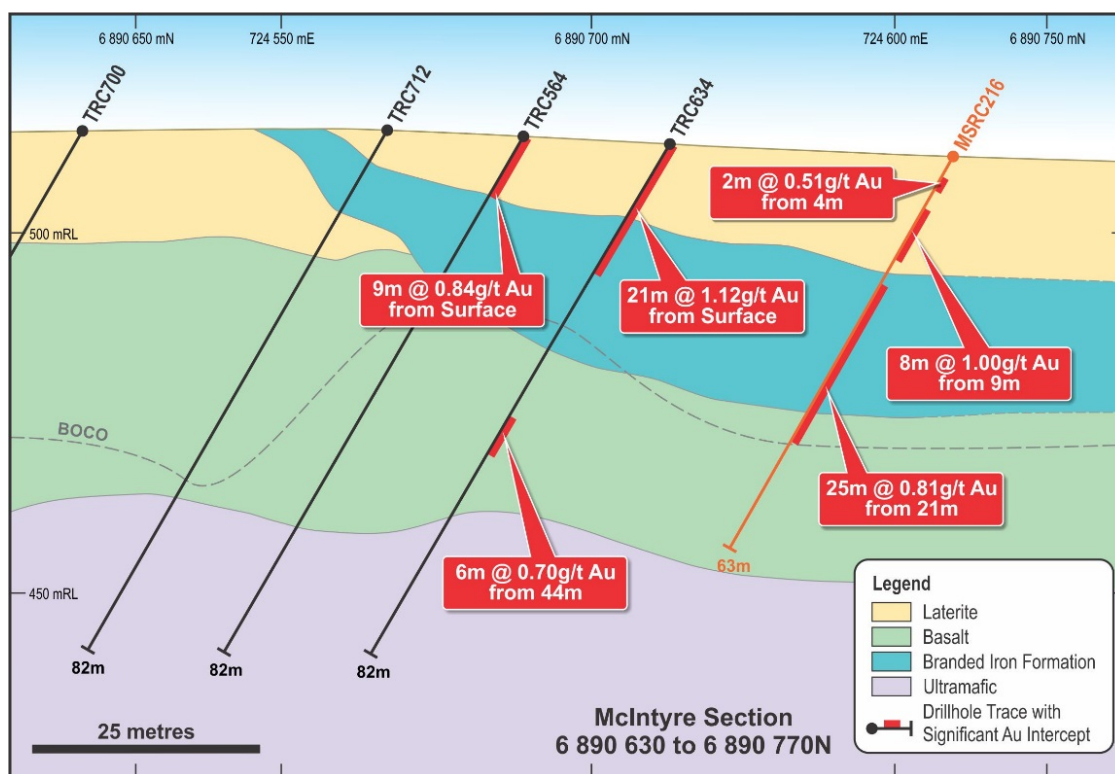 6 890 650 mN
724 550 mE
6 890 700 mN
724 600 mE
6 890 750 mN
TRC700
TRC712
TRC564
TRC634
MSRC216
2m @ 0.51g/t Au
from 4m
500 mRL
9m @ 0.84g/t Au
from Surface
21m @ 1.12g/t Au
from Surface
8m @ 1.00g/t Au
from 9m
BOCO
25m @ 0.81g/t Au
from 21m
6m @ 0.70g/t Au
from 44m
63m
450 mRL
82m
82m
82m
25 metres
McIntyre Section
6 890 630 to 6 890 770N
Legend
Laterite
Basalt
Branded Iron Formation
Ultramafic
Drillhole Trace with
Significant Au Intercept